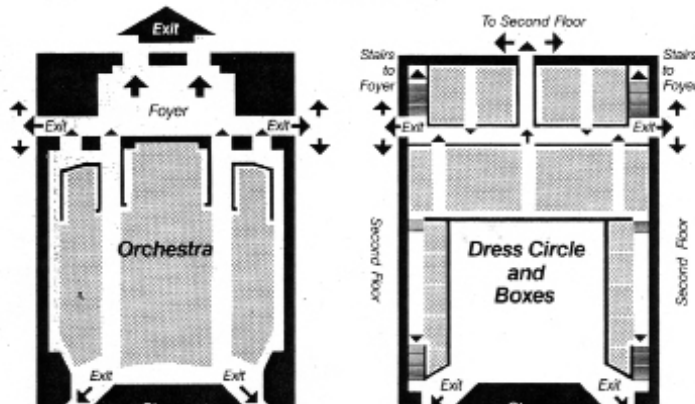 Exit
Foyer
Exit
Exit
Orchestra
Exit
Exit
To Second Floor
Stairs
to
Foyer
Stairs
to
Foyer
Exit
Exit
Second Floor
Dress Circle
and
Boxes
Second Floor
Exit
Exit